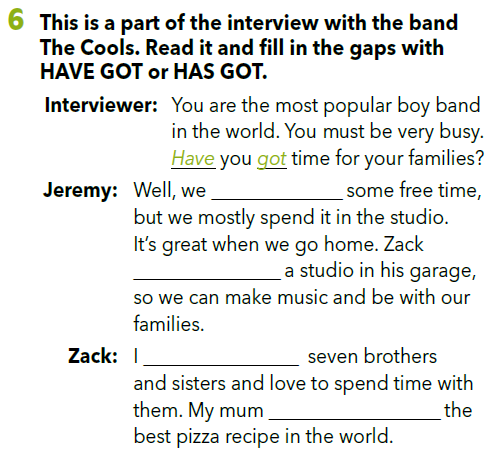 6 This is a part of the interview with the band
The Cools. Read it and fill in the gaps with
HAVE GOT or HAS GOT.
Interviewer: You are the most popular boy band
in the world. You must be very busy.
Have you got time for your families?
Jeremy: Well, we ______________ some free time,
but we mostly spend it in the studio.
It's great when we go home. Zack
________________ a studio in his garage,
so we can make music and be with our
families.
Zack: I _________________ seven brothers
and sisters and love to spend time with
them. My mum ___________________ the
best pizza recipe in the world.